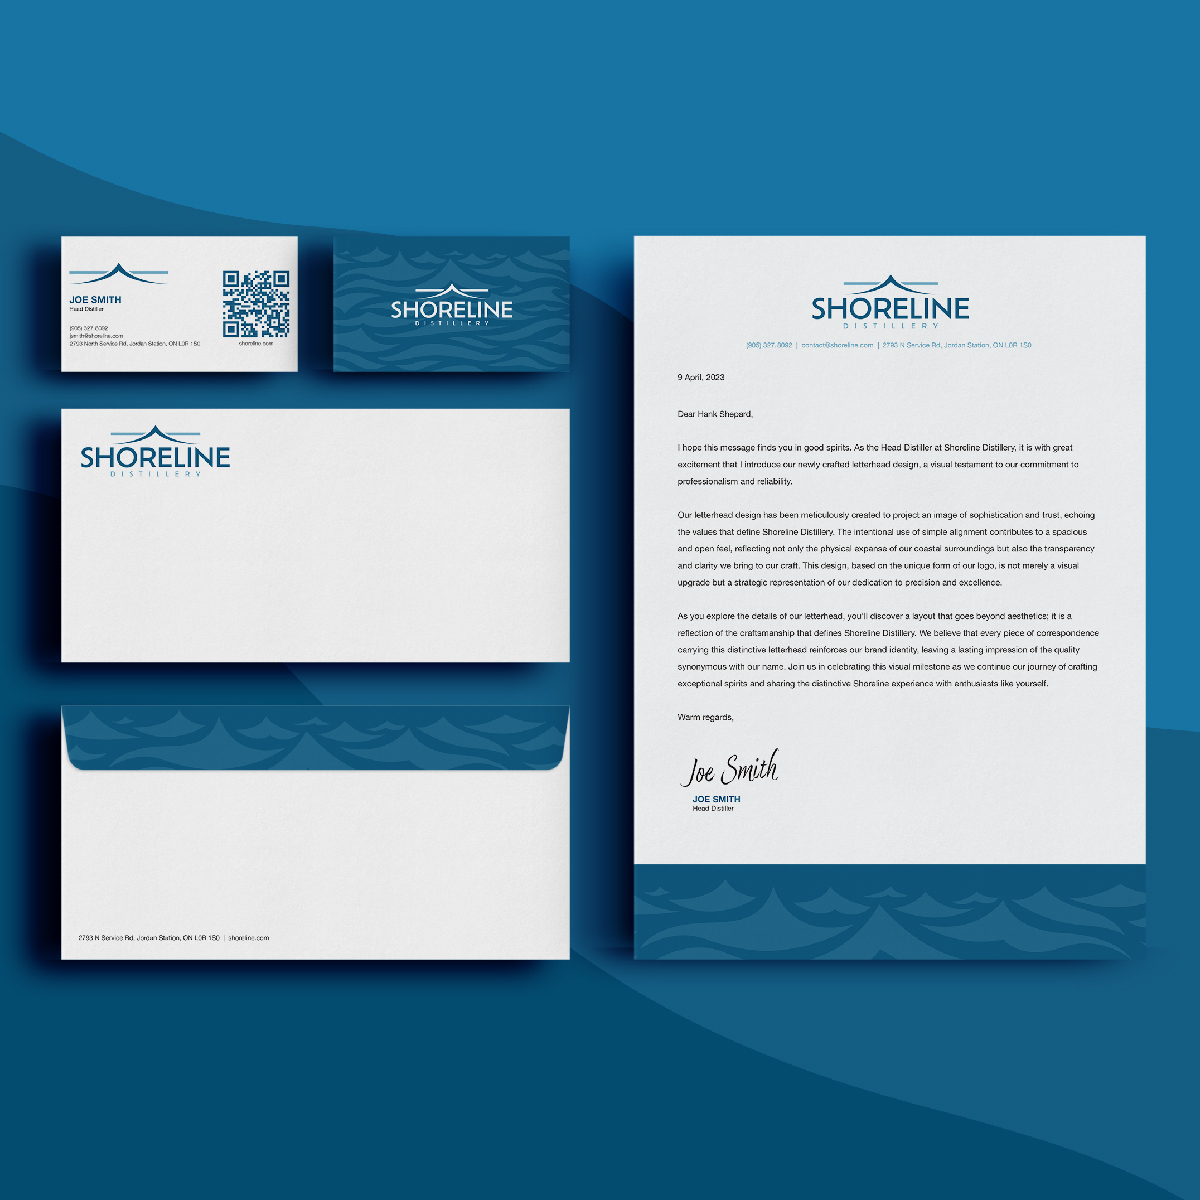 JOE SMITH
Head Distiller
(905) 327-8092
jsmith@shoreline.com
2793 North Service Rd, Jordan Station, ON L0R 1S0
shoreline.com
SHORELINE
DISTILLERY
SHORELINE
DISTILLERY
2793 N Service Rd, Jordan Station, ON L0R 1S0 | shoreline.com
SHORELINE
DISTILLERY
(905) 327.8092 | contact@shoreline.com | 2793 N Service Rd, Jordan Station, ON L0R 1S0
9 April, 2023
Dear Hank Shepard,
I hope this message finds you in good spirits. As the Head Distiller at Shoreline Distillery, it is with great
excitement that I introduce our newly crafted letterhead design, a visual testament to our commitment to
professionalism and reliability.
Our letterhead design has been meticulously created to project an image of sophistication and trust, echoing
the values that define Shoreline Distillery. The intentional use of simple alignment contributes to a spacious
and open feel, reflecting not only the physical expanse of our coastal surroundings but also the transparency
and clarity we bring to our craft. This design, based on the unique form of our logo, is not merely a visual
upgrade but a strategic representation of our dedication to precision and excellence.
As you explore the details of our letterhead, you'll discover a layout that goes beyond aesthetics; it is a
reflection of the craftsmanship that defines Shoreline Distillery. We believe that every piece of correspondence
carrying this distinctive letterhead reinforces our brand identity, leaving a lasting impression of the quality
synonymous with our name. Join us in celebrating this visual milestone as we continue our journey of crafting
exceptional spirits and sharing the distinctive Shoreline experience with enthusiasts like yourself.
Warm regards,
Joe Smith
JOE SMITH
Head Distiller